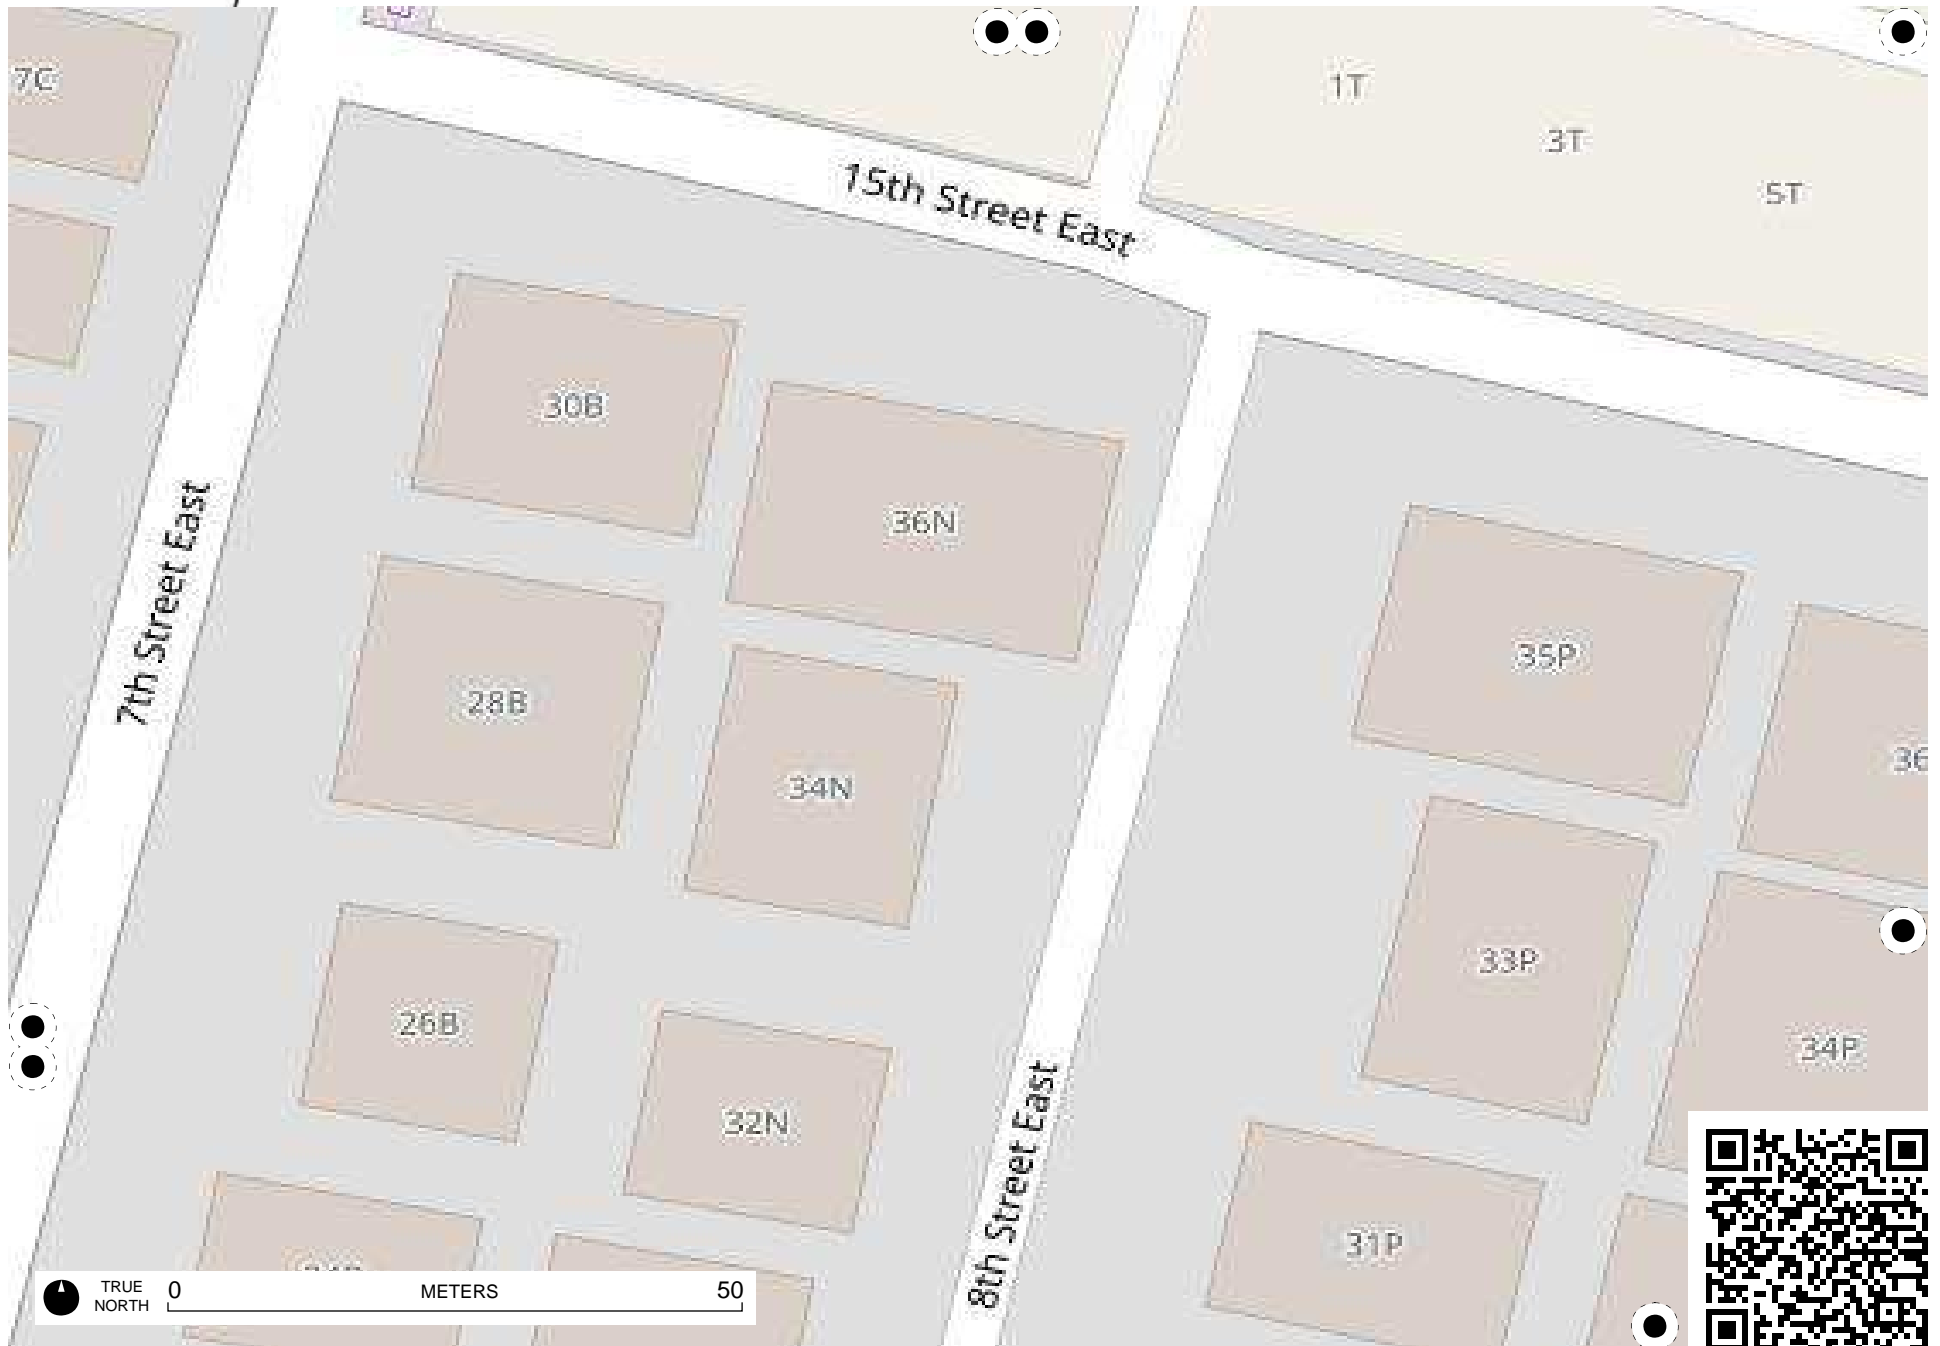 7C
1T
3T
5T
15th Street East
30B
36N
7th Street East
35P
28B
34N
36
33P
26B
34P
32N
8th Street East
31P
TRUE
NORTH
0 METERS 50